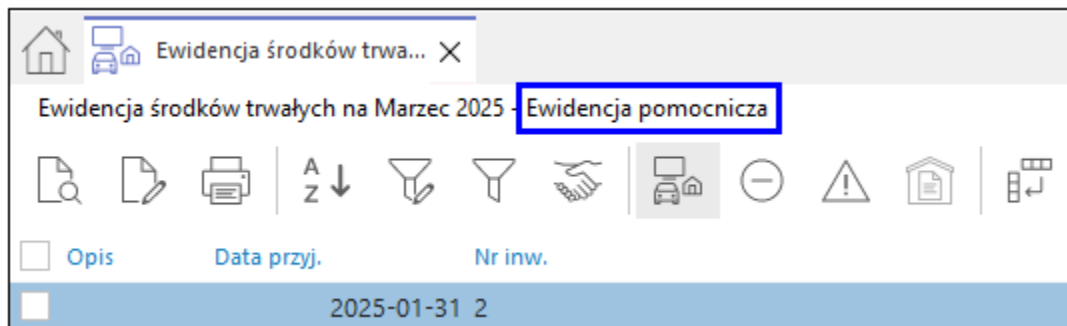 Ewidencja środków trwa...
Ewidencja środków trwałych na Marzec 2025 - Ewidencja pomocnicza
A
Z
Opis Data przyj. Nr inw.
2025-01-31 2